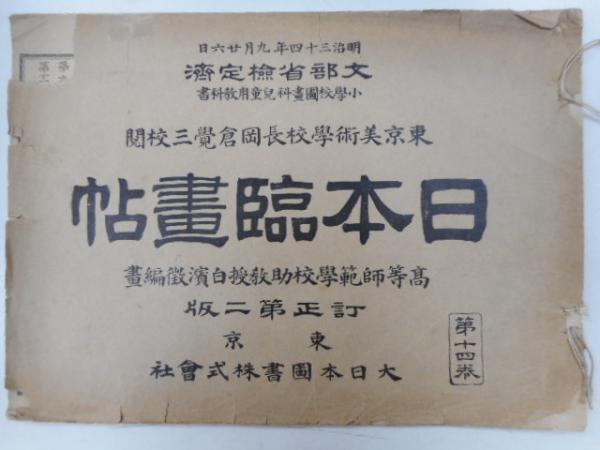 明治三十四年九月廿六日
文部省檢定濟
小學校圖畫科兒童用教科書
東京美術學校長岡倉覺三校閱
日本臨畫帖
高等師範學校助教授白濱徵編畫
訂正第二版
東京
大日本圖書株式會社
第十四卷